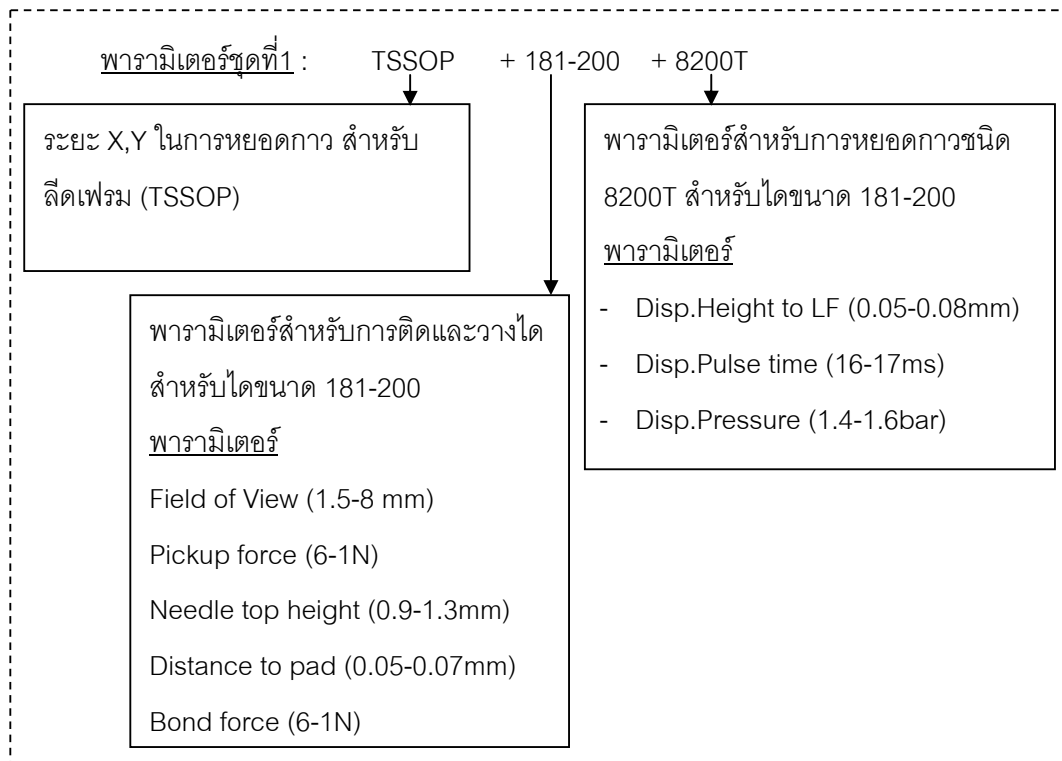 พารามิเตอร์ชุดที่1 : TSSOP + 181-200 + 8200T
ระยะ X,Y ในการหยอดกาว สำหรับ
ลีดเฟรม (TSSOP)
พารามิเตอร์สำหรับการติดและวางได
สำหรับไดขนาด 181-200
พารามิเตอร์
Field of View (1.5-8 mm)
Pickup force (6-1N)
Needle top height (0.9-1.3mm)
Distance to pad (0.05-0.07mm)
Bond force (6-1N)
พารามิเตอร์สำหรับการหยอดกาวชนิด
8200T สำหรับไดขนาด 181-200
พารามิเตอร์
- Disp.Height to LF (0.05-0.08mm)
- Disp.Pulse time (16-17ms)
- Disp.Pressure (1.4-1.6bar)